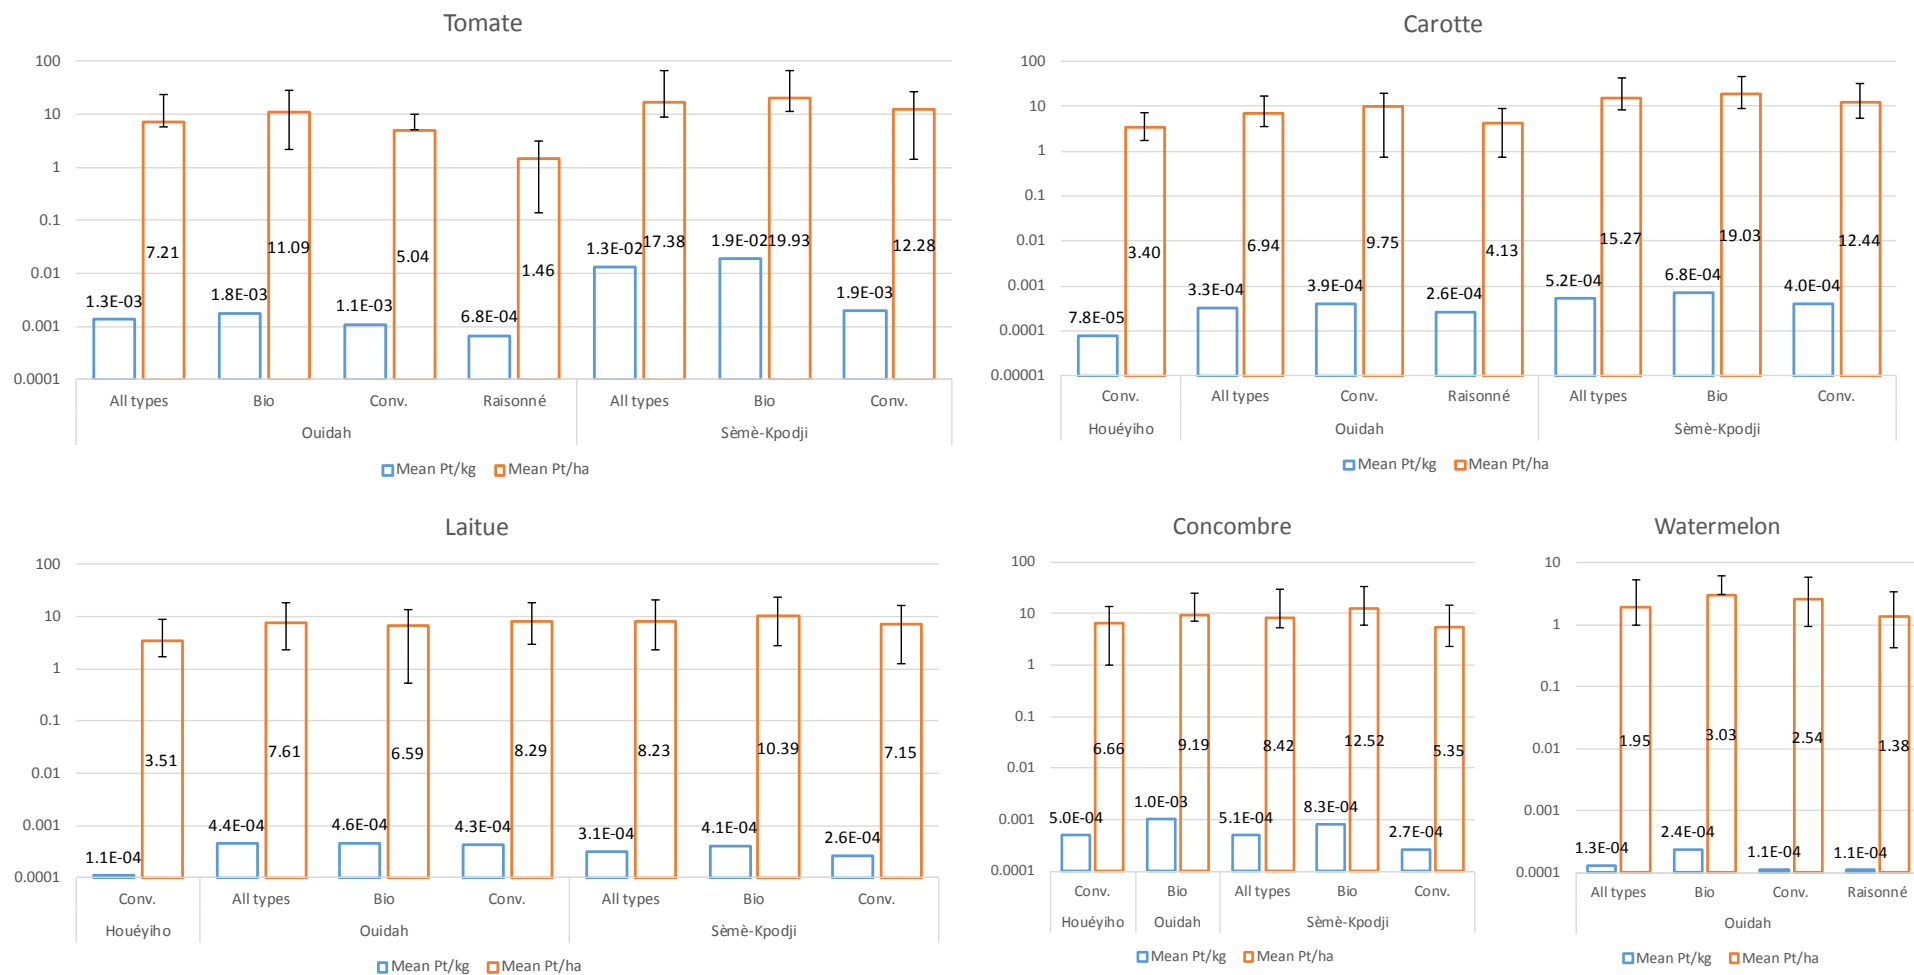 Tomate
100
10
1
0.1
0.01
0.001
0.0001
1.3E-03 7.21 1.8E-03 11.09 1.1E-03 5.04 6.8E-04 1.46 1.3E-02 17.38 1.9E-02 19.93 1.9E-03 12.28
All types Bio Conv. Raisonné All types Bio Conv.
Ouidah Sèmè-Kpodji
Mean Pt/kg Mean Pt/ha
Carotte
100
10
1
0.1
0.01
0.001
0.0001
0.00001
7.8E-05 3.40 3.3E-04 6.94 3.9E-04 9.75 2.6E-04 4.13 5.2E-04 15.27 6.8E-04 19.03 4.0E-04 12.44
Conv. All types Conv. Raisonné All types Bio Conv.
Houéyiho Ouidah Sèmè-Kpodji
Mean Pt/kg Mean Pt/ha
Laitue
100
10
1
0.1
0.01
0.001
0.0001
1.1E-04 3.51 4.4E-04 7.61 4.6E-04 6.59 4.3E-04 8.29 3.1E-04 8.23 4.1E-04 10.39 2.6E-04 7.15
Conv. All types Bio Conv. All types Bio Conv.
Houéyiho Ouidah Sèmè-Kpodji
Mean Pt/kg Mean Pt/ha
Concombre
100
10
1
0.1
0.01
0.001
0.0001
5.0E-04 6.66 1.0E-03 9.19 5.1E-04 8.42 8.3E-04 12.52 2.7E-04 5.35
Conv. Bio All types Bio Conv.
Houéyiho Ouidah Sèmè-Kpodji
Mean Pt/kg Mean Pt/ha
Watermelon
10
1
0.1
0.01
0.001
0.0001
1.3E-04 1.95 2.4E-04 3.03 1.1E-04 2.54 1.1E-04 1.38
All types Bio Conv. Raisonné
Ouidah
Mean Pt/kg Mean Pt/ha